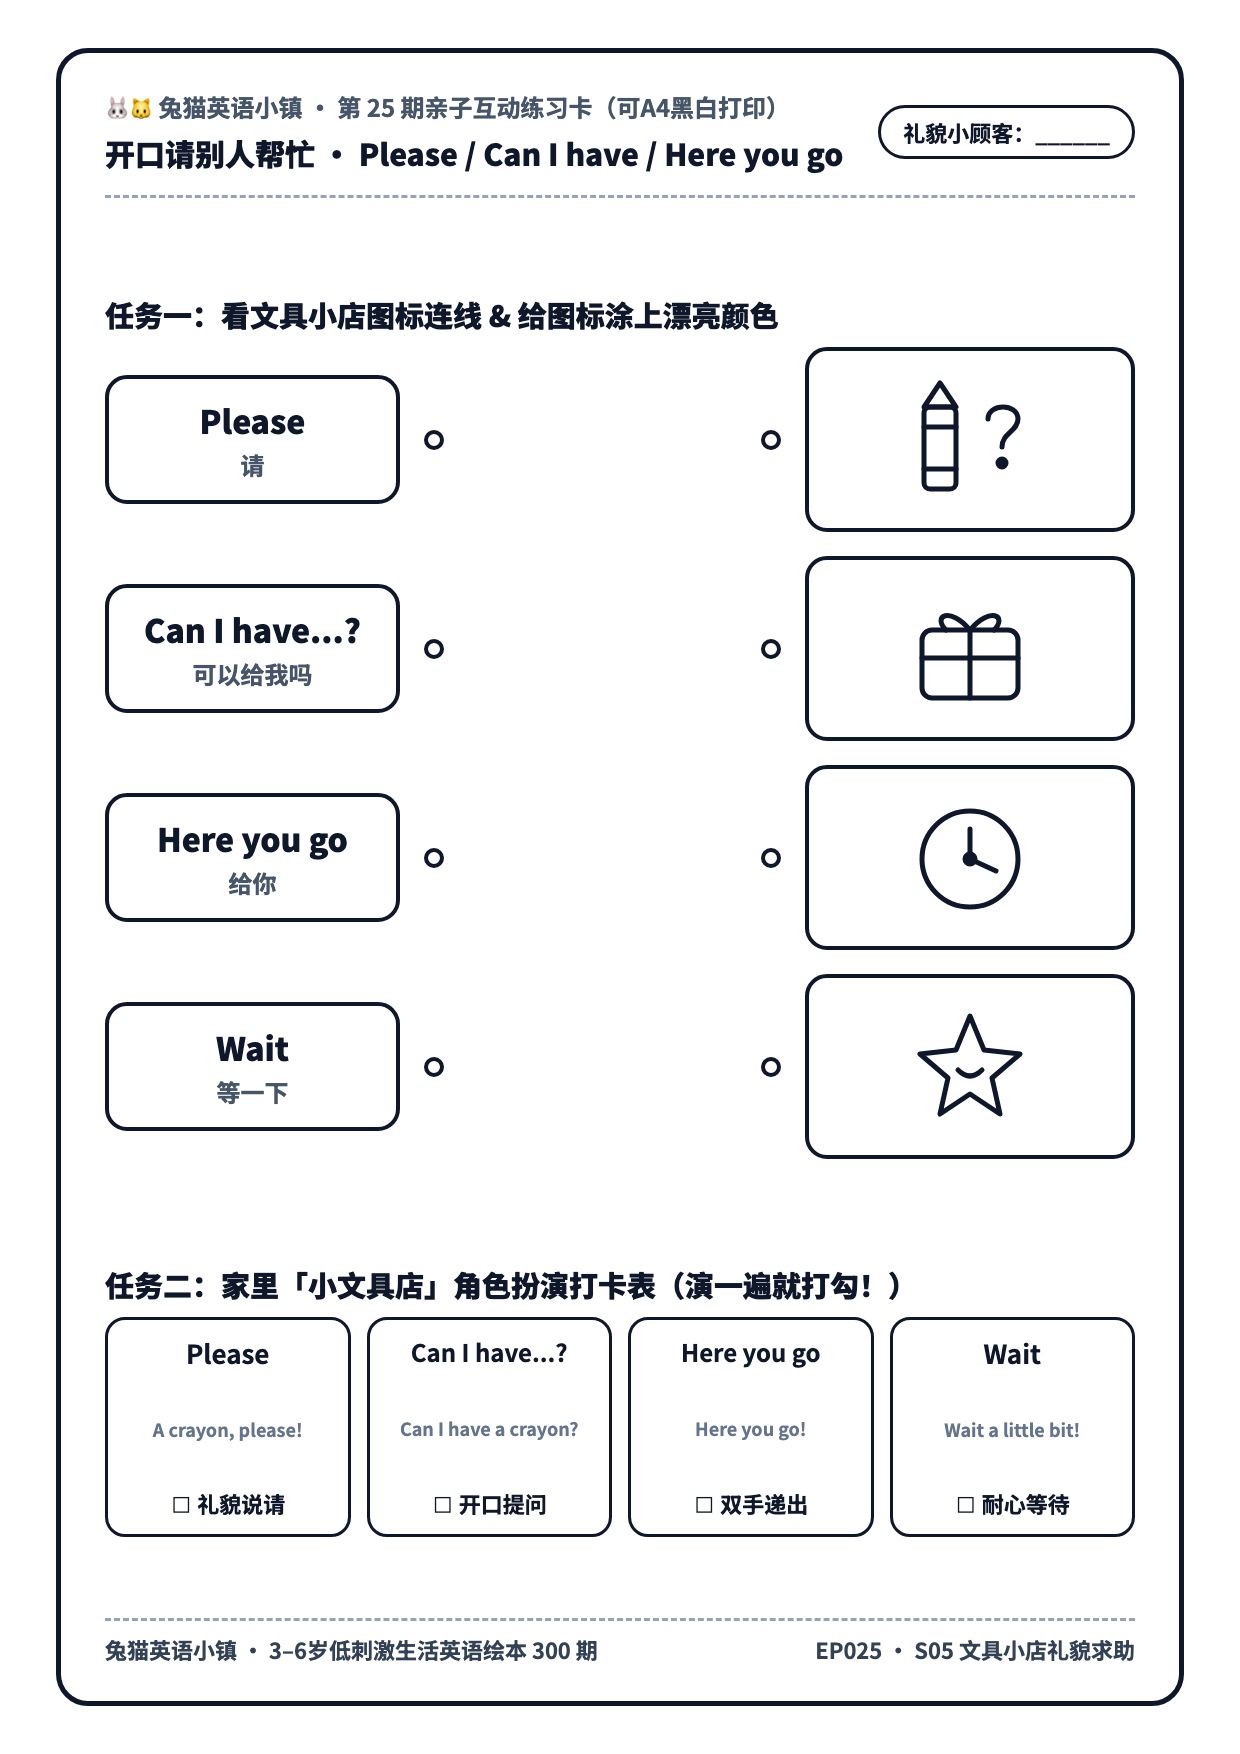 🐰🐱 兔猫英语小镇 · 第 25 期亲子互动练习卡（可A4黑白打印）
开口请别人帮忙 · Please / Can I have / Here you go
礼貌小顾客：______
任务一：看文具小店图标连线 & 给图标涂上漂亮颜色
Please
请
?
Can I have...?
可以给我吗
Here you go
给你
Wait
等一下
任务二：家里「小文具店」角色扮演打卡表（演一遍就打勾！）
Please
A crayon, please!
☐ 礼貌说请
Can I have...?
Can I have a crayon?
☐ 开口提问
Here you go
Here you go!
☐ 双手递出
Wait
Wait a little bit!
☐ 耐心等待
兔猫英语小镇 · 3–6岁低刺激生活英语绘本 300 期
EP025 · S05 文具小店礼貌求助